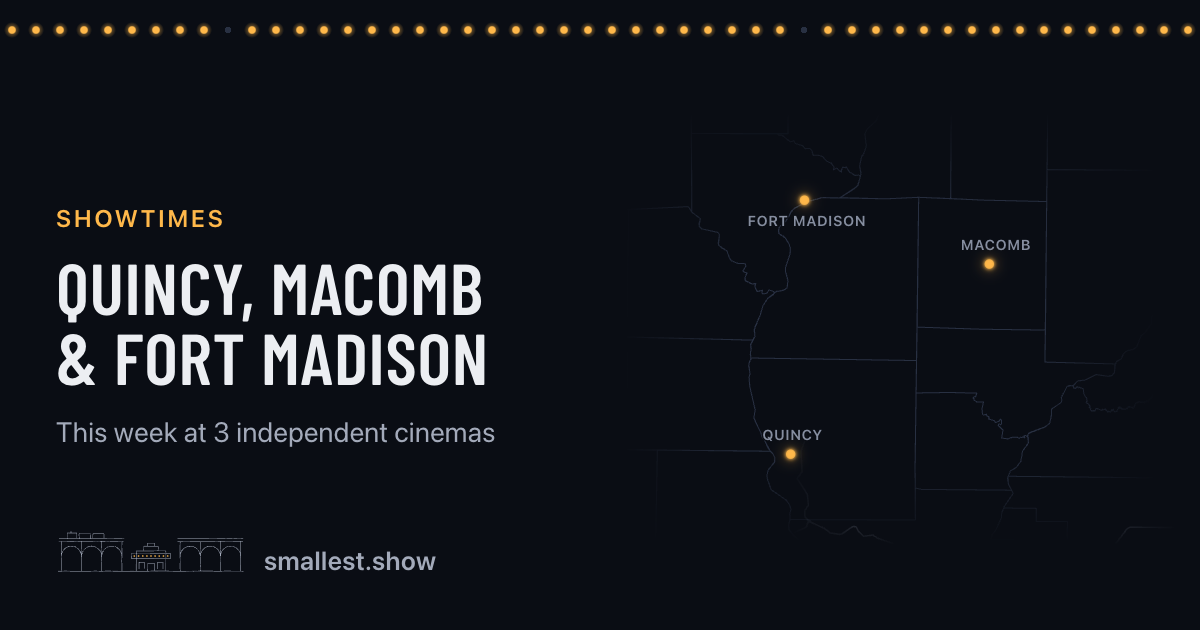 SHOWTIMES
QUINCY, MACOMB
& FORT MADISON
This week at 3 independent cinemas
smallest.show
FORT MADISON
MACOMB
QUINCY